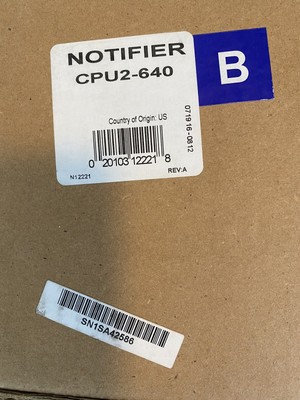 NOTIFIER
CPU2-640
B
Country of Origin: US
071916-0812
0 20103 12221 8
N12221
REV:A
SN1SA42586